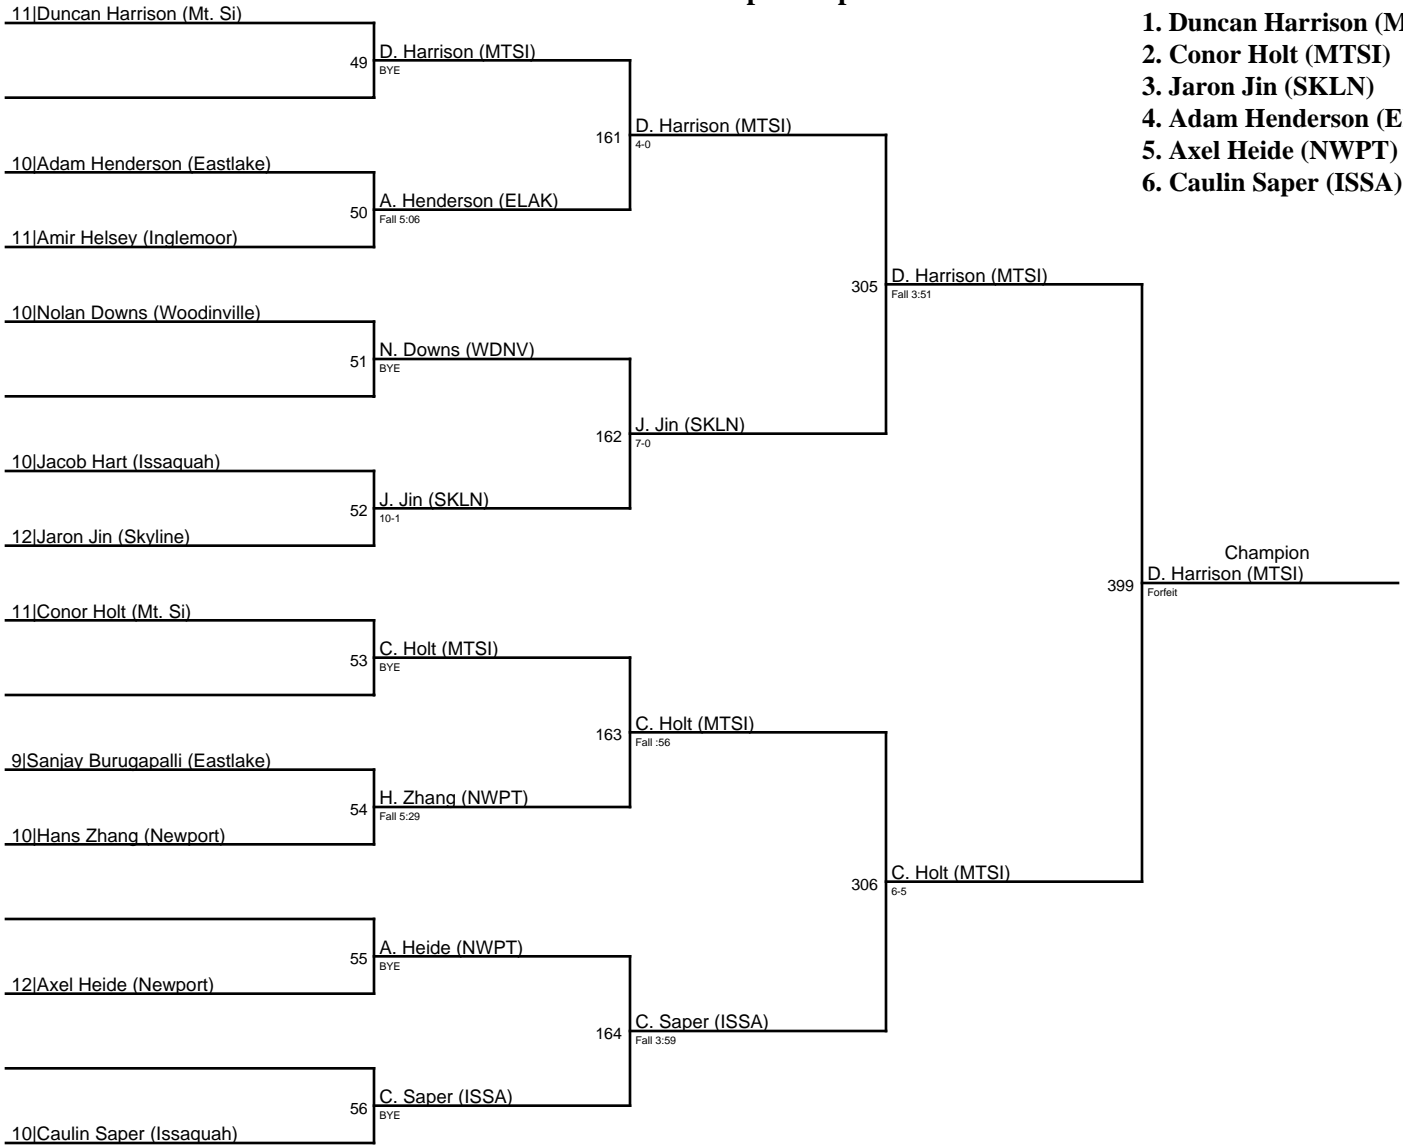 11|Duncan Harrison (Mt. Si)
49
D. Harrison (MTSI)
BYE
161
D. Harrison (MTSI)
4-0
10|Adam Henderson (Eastlake)
50
A. Henderson (ELAK)
Fall 5:06
11|Amir Helsey (Inglemoor)
305
D. Harrison (MTSI)
Fall 3:51
10|Nolan Downs (Woodinville)
51
N. Downs (WDNV)
BYE
162
J. Jin (SKLN)
7-0
10|Jacob Hart (Issaquah)
52
J. Jin (SKLN)
10-1
12|Jaron Jin (Skyline)
399
Champion
D. Harrison (MTSI)
Forfeit
11|Conor Holt (Mt. Si)
53
C. Holt (MTSI)
BYE
163
C. Holt (MTSI)
Fall :56
9|Sanjay Burugapalli (Eastlake)
54
H. Zhang (NWPT)
Fall 5:29
10|Hans Zhang (Newport)
306
C. Holt (MTSI)
6-5
55
A. Heide (NWPT)
BYE
12|Axel Heide (Newport)
164
C. Saper (ISSA)
Fall 3:59
56
C. Saper (ISSA)
BYE
10|Caulin Saper (Issaquah)
1. Duncan Harrison (M
2. Conor Holt (MTSI)
3. Jaron Jin (SKLN)
4. Adam Henderson (E
5. Axel Heide (NWPT)
6. Caulin Saper (ISSA)